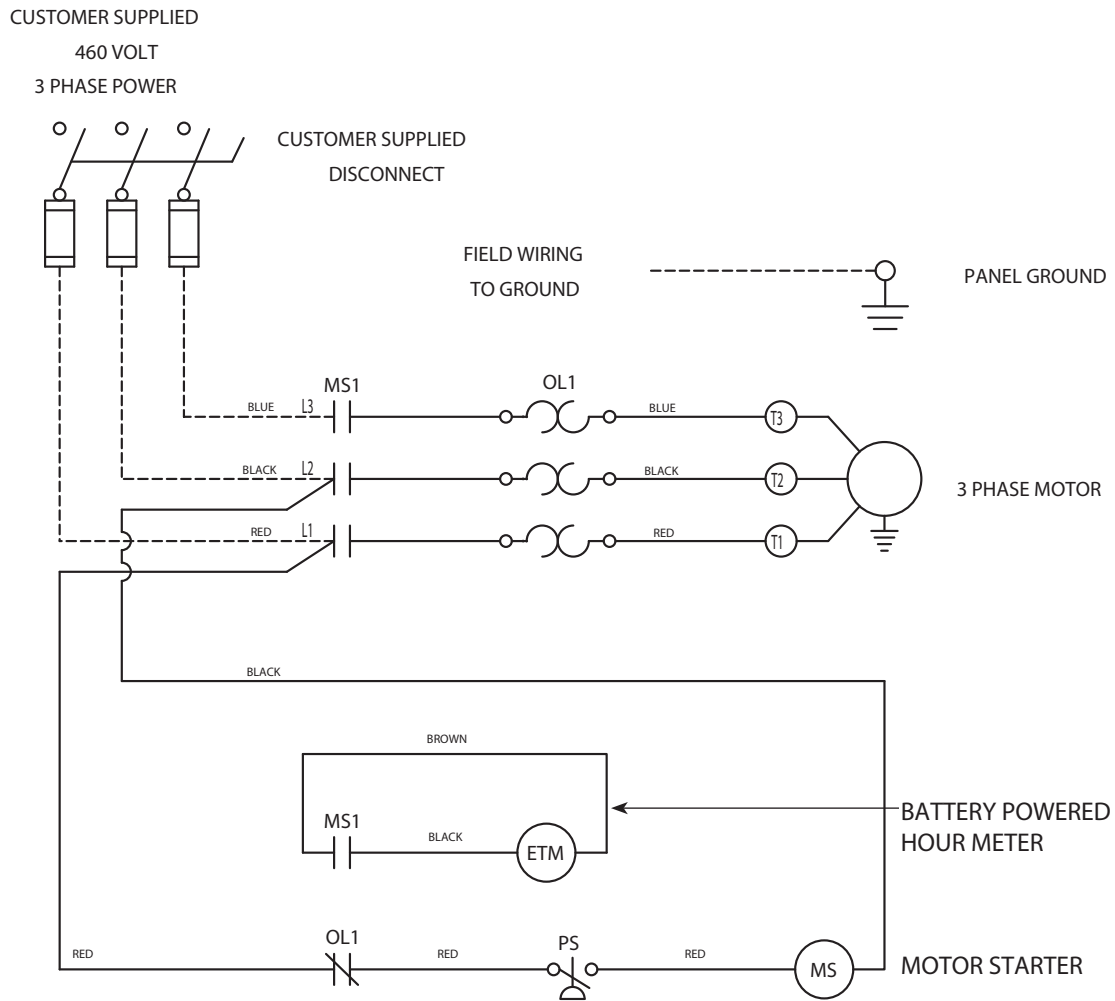 CUSTOMER SUPPLIED
460 VOLT
3 PHASE POWER
CUSTOMER SUPPLIED
DISCONNECT
FIELD WIRING
TO GROUND
PANEL GROUND
MS1
OL1
BLUE
L3
BLUE
T3
BLACK
L2
BLACK
T2
3 PHASE MOTOR
RED
L1
RED
T1
BLACK
BROWN
BATTERY POWERED
HOUR METER
MS1
BLACK
ETM
RED
OL1
RED
PS
RED
MS
MOTOR STARTER